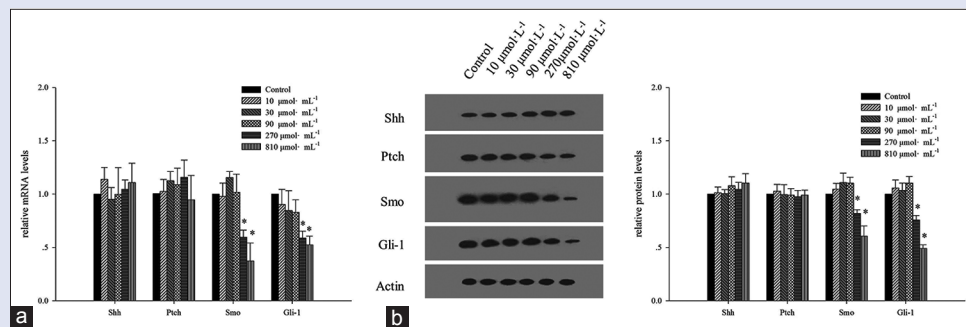 2.0
1.5
1.0
.5
0.0
relative mRNA levels
Control
10 μmol· mL-1
30 μmol· mL-1
90 μmol· mL-1
270 μmol· mL-1
810 μmol· mL-1
* *
* *
Shh Ptch Smo Gli-1
a
Control
10 μmol·L-1
30 μmol·L-1
90 μmol·L-1
270μmol·L-1
810 μmol·L-1
Shh
Ptch
Smo
Gli-1
Actin
b
2.0
1.5
1.0
.5
0.0
relative protein levels
Control
10 μmol· mL-1
30 μmol· mL-1
90 μmol· mL-1
270 μmol· mL-1
810 μmol· mL-1
* *
* *
Shh Ptch Smo Gli-1